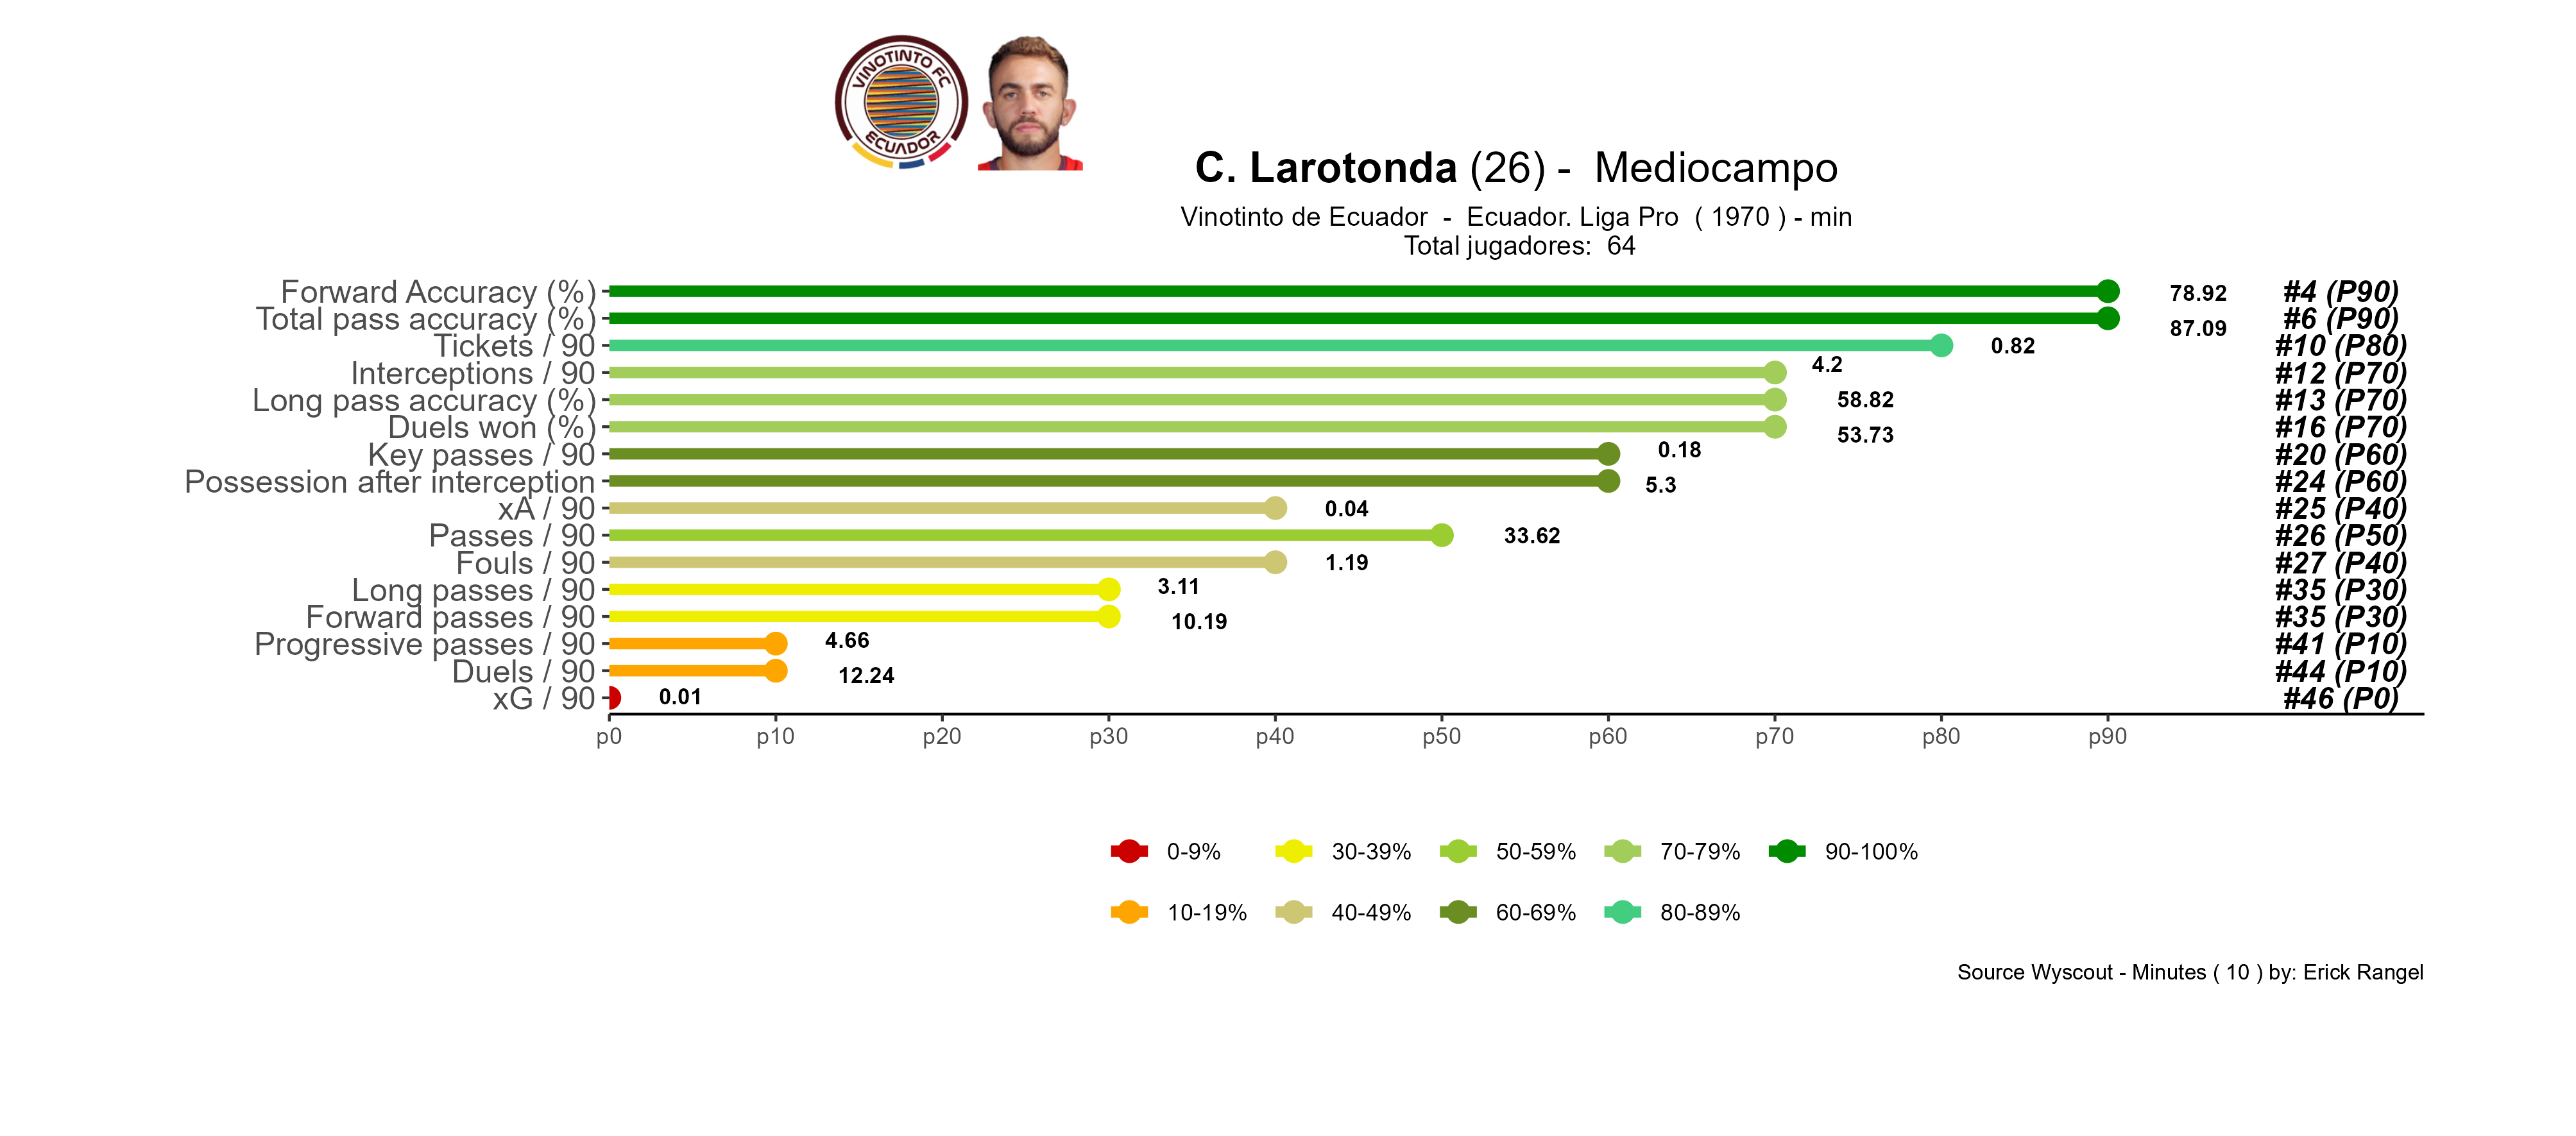 VINOTINTO FC
ECUADOR
C. Larotonda (26) - Mediocampo
Vinotinto de Ecuador - Ecuador. Liga Pro ( 1970 ) - min
Total jugadores: 64
Forward Accuracy (%) 78.92 #4 (P90)
Total pass accuracy (%) 87.09 #6 (P90)
Tickets / 90 0.82 #10 (P80)
Interceptions / 90 4.2 #12 (P70)
Long pass accuracy (%) 58.82 #13 (P70)
Duels won (%) 53.73 #16 (P70)
Key passes / 90 0.18 #20 (P60)
Possession after interception 5.3 #24 (P60)
xA / 90 0.04 #25 (P40)
Passes / 90 33.62 #26 (P50)
Fouls / 90 1.19 #27 (P40)
Long passes / 90 3.11 #35 (P30)
Forward passes / 90 10.19 #35 (P30)
Progressive passes / 90 4.66 #41 (P10)
Duels / 90 12.24 #44 (P10)
xG / 90 0.01 #46 (P0)
p0 p10 p20 p30 p40 p50 p60 p70 p80 p90
0-9% 30-39% 50-59% 70-79% 90-100%
10-19% 40-49% 60-69% 80-89%
Source Wyscout - Minutes ( 10 ) by: Erick Rangel